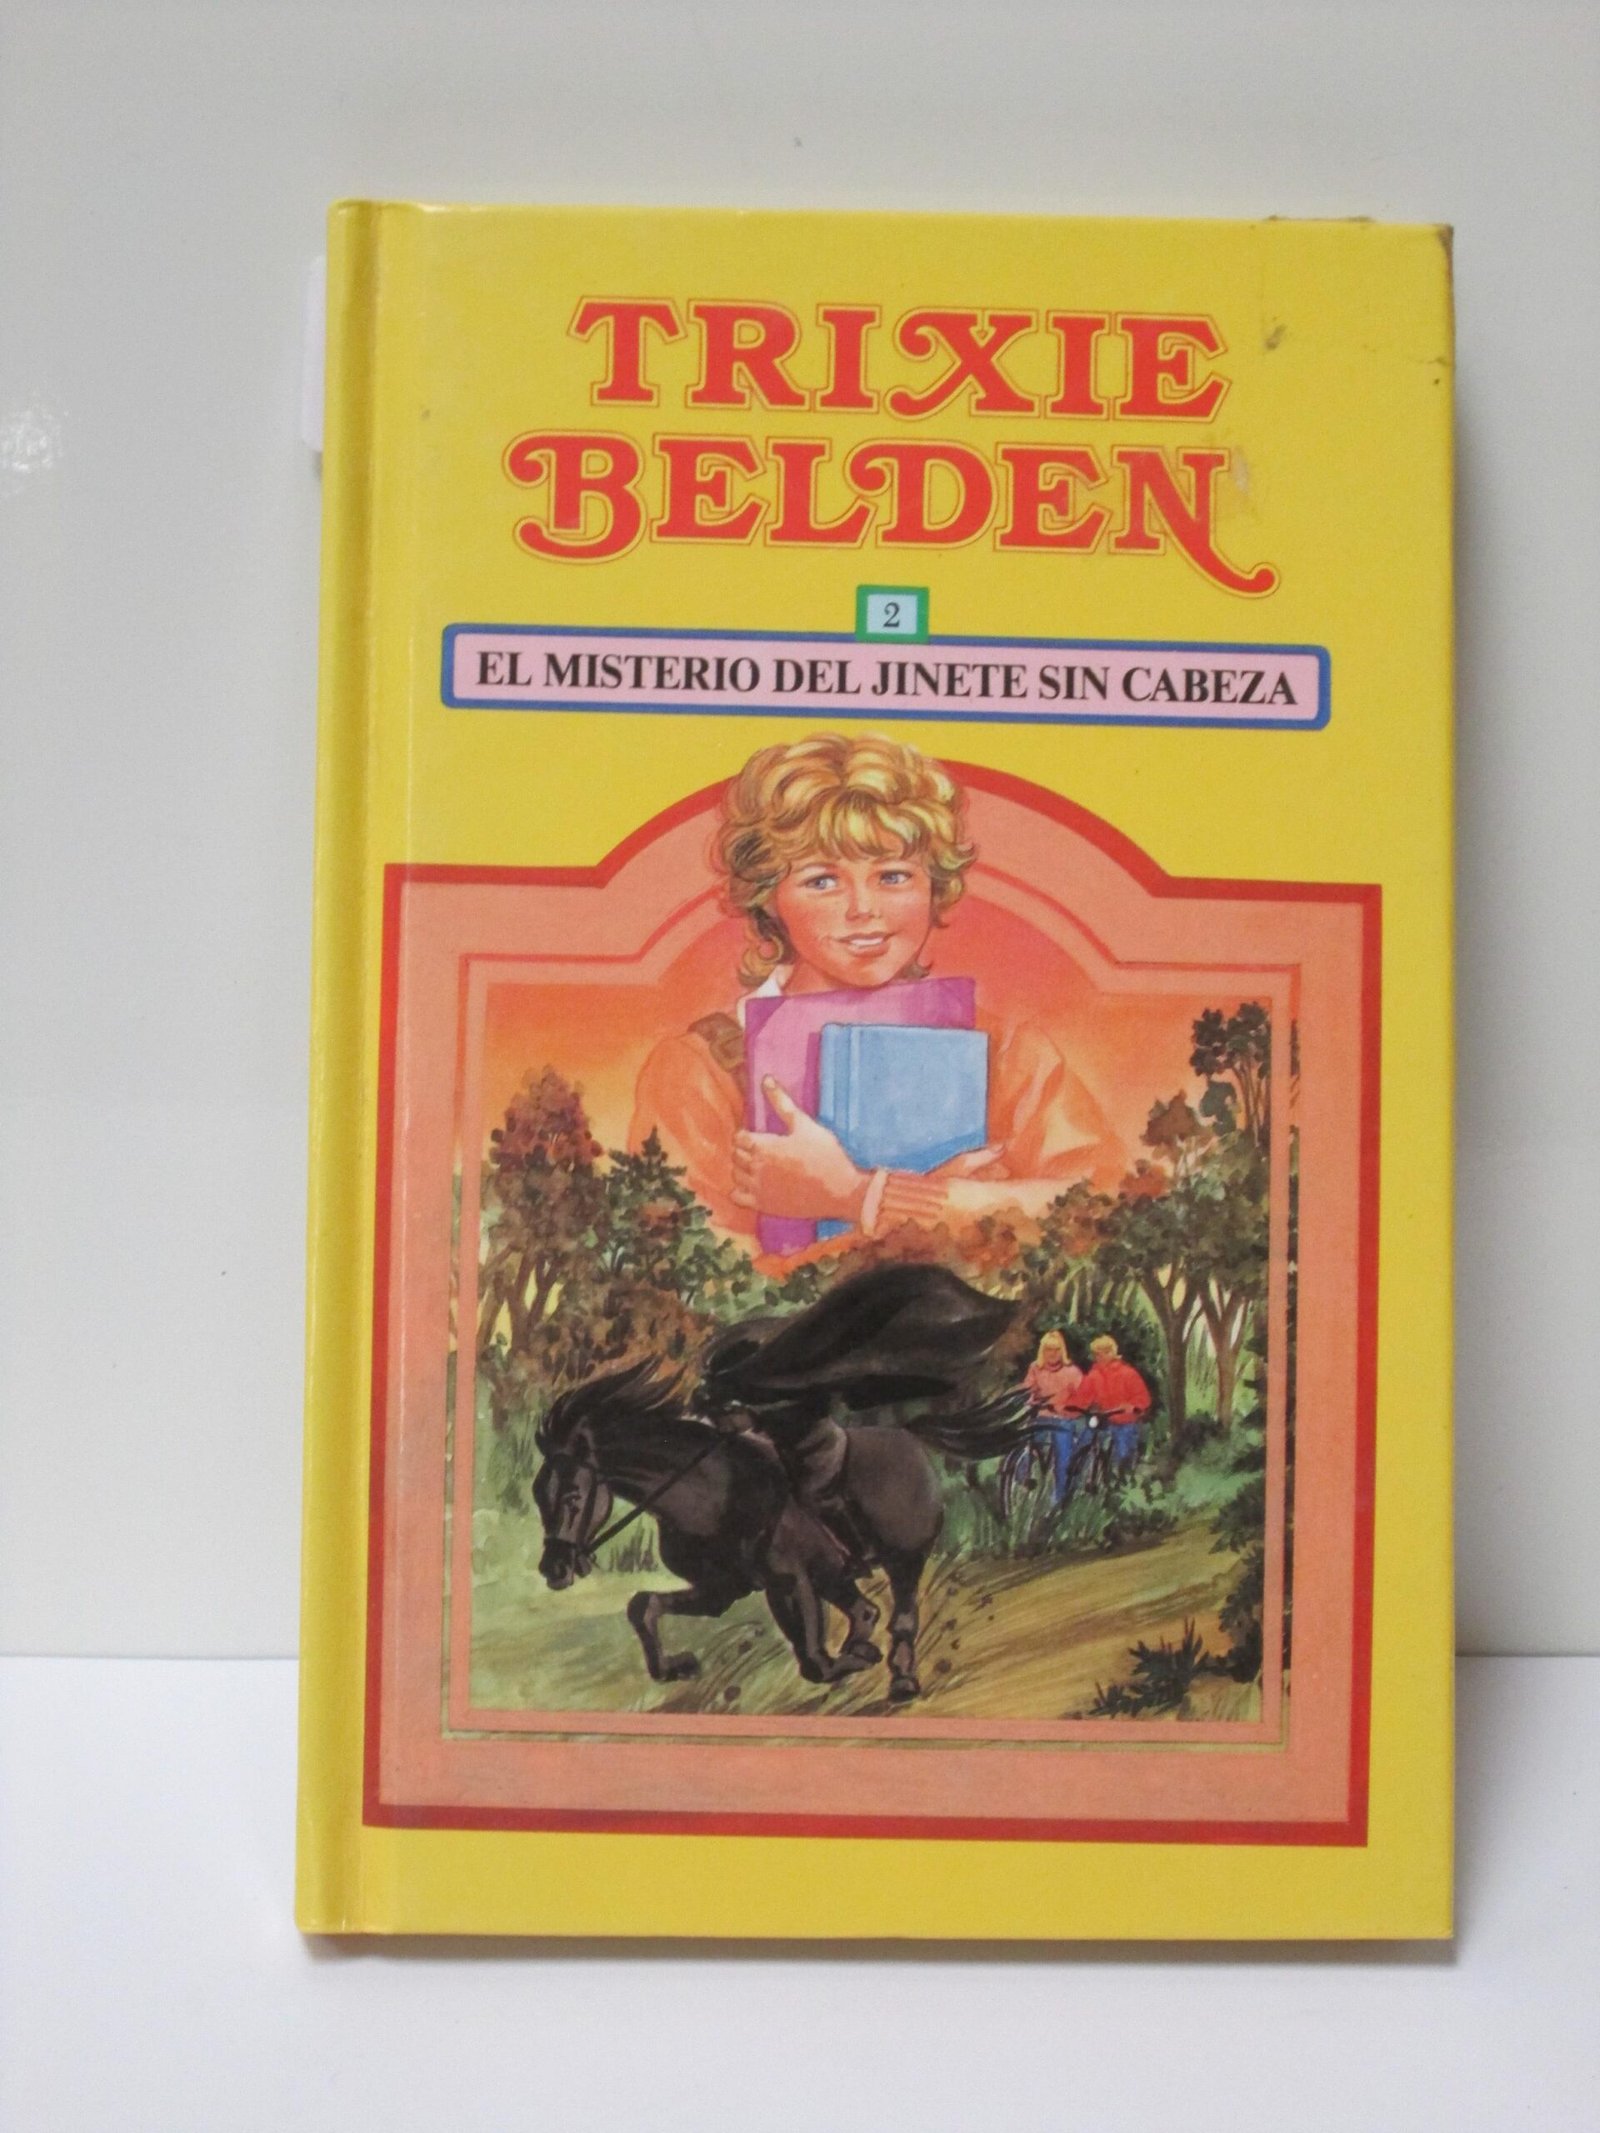 TRIXIE
BELDEN
2
EL MISTERIO DEL JINETE SIN CABEZA